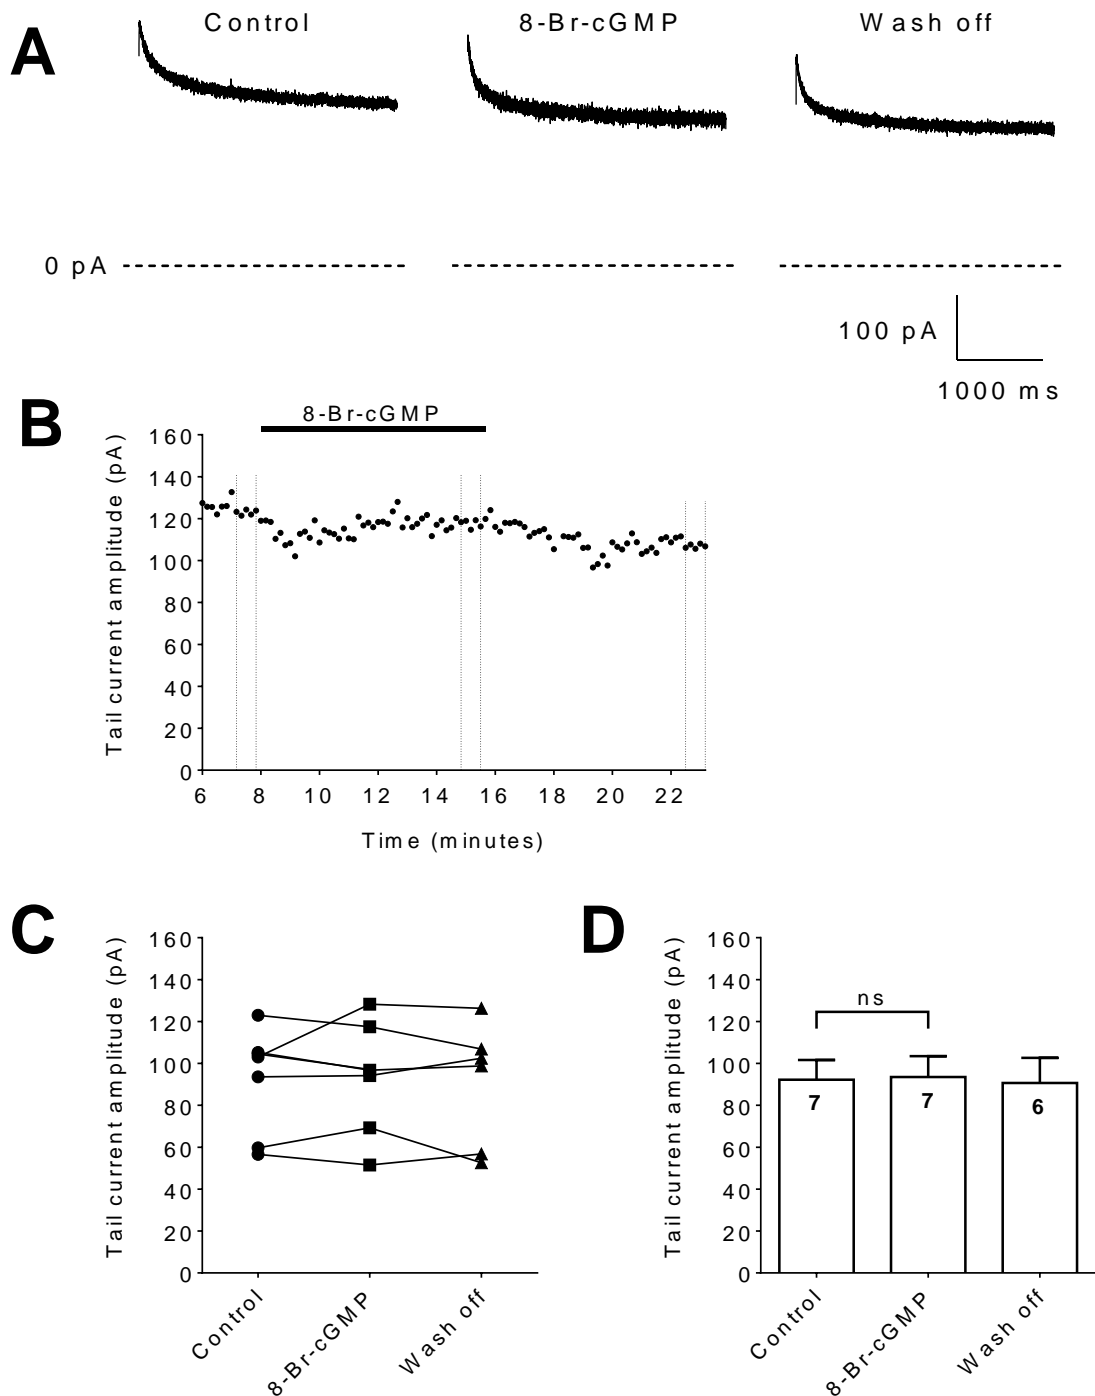 A
Control
8-Br-cGMP
Wash off
0 pA
100 pA
1000 ms
B
8-Br-cGMP
Tail current amplitude (pA)
160
140
120
100
80
60
40
20
0
6 8 10 12 14 16 18 20 22
Time (minutes)
C
Tail current amplitude (pA)
160
140
120
100
80
60
40
20
0
Control
8-Br-cGMP
Wash off
D
Tail current amplitude (pA)
160
140
120
100
80
60
40
20
0
ns
7
7
6
Control
8-Br-cGMP
Wash off